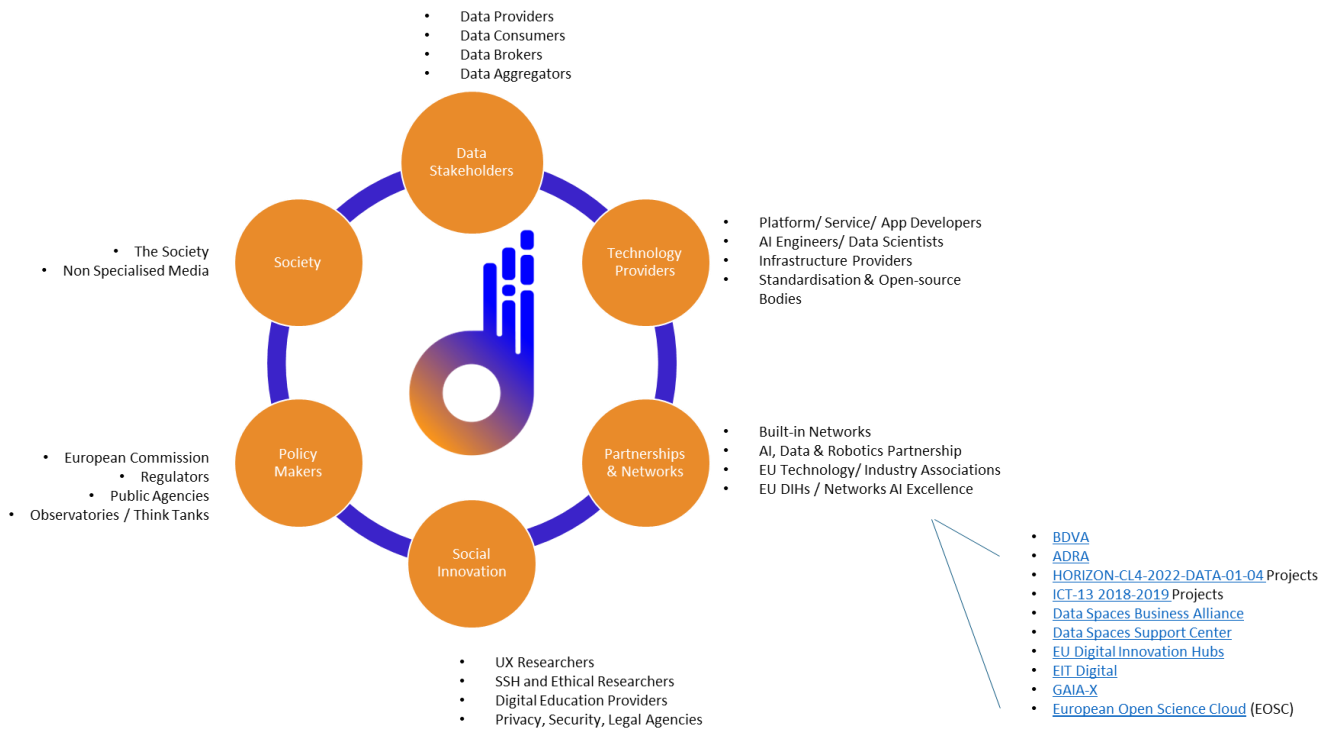 • Data Providers
• Data Consumers
• Data Brokers
• Data Aggregators
Data
Stakeholders
Technology
Providers
• Platform/ Service/ App Developers
• AI Engineers/ Data Scientists
• Infrastructure Providers
• Standardisation & Open-source
Bodies
Partnerships
& Networks
• Built-in Networks
• AI, Data & Robotics Partnership
• EU Technology/ Industry Associations
• EU DIHs / Networks AI Excellence
• BDVA
• ADRA
• HORIZON-CL4-2022-DATA-01-04 Projects
• ICT-13 2018-2019 Projects
• Data Spaces Business Alliance
• Data Spaces Support Center
• EU Digital Innovation Hubs
• EIT Digital
• GAIA-X
• European Open Science Cloud (EOSC)
Social
Innovation
• UX Researchers
• SSH and Ethical Researchers
• Digital Education Providers
• Privacy, Security, Legal Agencies
Policy
Makers
• European Commission
• Regulators
• Public Agencies
• Observatories / Think Tanks
Society
• The Society
• Non Specialised Media